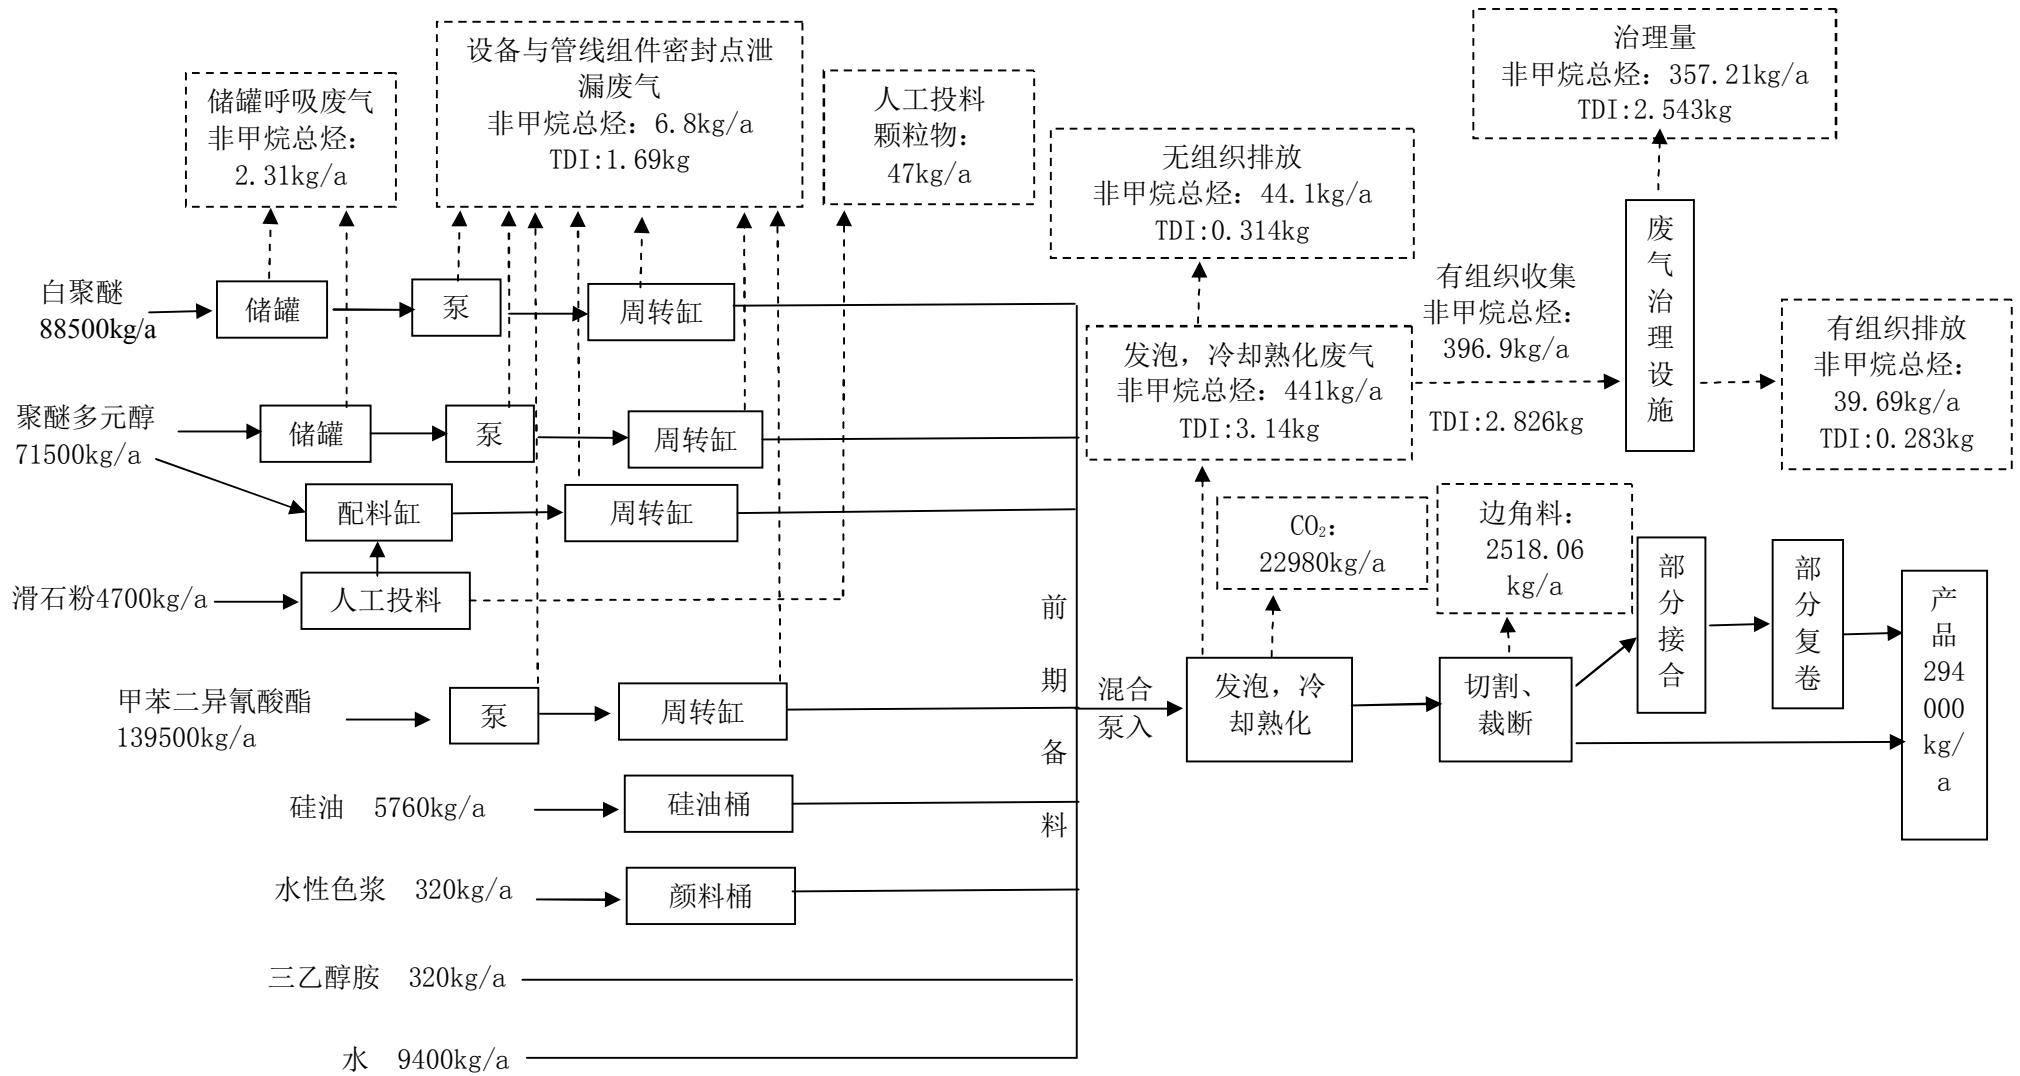 治理量
非甲烷总烃：357.21kg/a
TDI:2.543kg
设备与管线组件密封点泄
漏废气
非甲烷总烃：6.8kg/a
TDI:1.69kg
储罐呼吸废气
非甲烷总烃：
2.31kg/a
人工投料
颗粒物：
47kg/a
无组织排放
非甲烷总烃：44.1kg/a
TDI:0.314kg
废
气
治
理
设
施
有组织收集
非甲烷总烃：
396.9kg/a
TDI:2.826kg
有组织排放
非甲烷总烃：
39.69kg/a
TDI:0.283kg
白聚醚
88500kg/a
储罐
泵
周转缸
发泡，冷却熟化废气
非甲烷总烃：441kg/a
TDI:3.14kg
聚醚多元醇
71500kg/a
储罐
泵
周转缸
配料缸
周转缸
CO₂：
22980kg/a
边角料：
2518.06
kg/a
滑石粉4700kg/a
人工投料
部
分
接
合
部
分
复
卷
产
品
294
000
kg/
a
前
期
备
料
甲苯二异氰酸酯
139500kg/a
泵
周转缸
混合
泵入
发泡，冷
却熟化
切割、
裁断
硅油 5760kg/a
硅油桶
水性色浆 320kg/a
颜料桶
三乙醇胺 320kg/a
水 9400kg/a